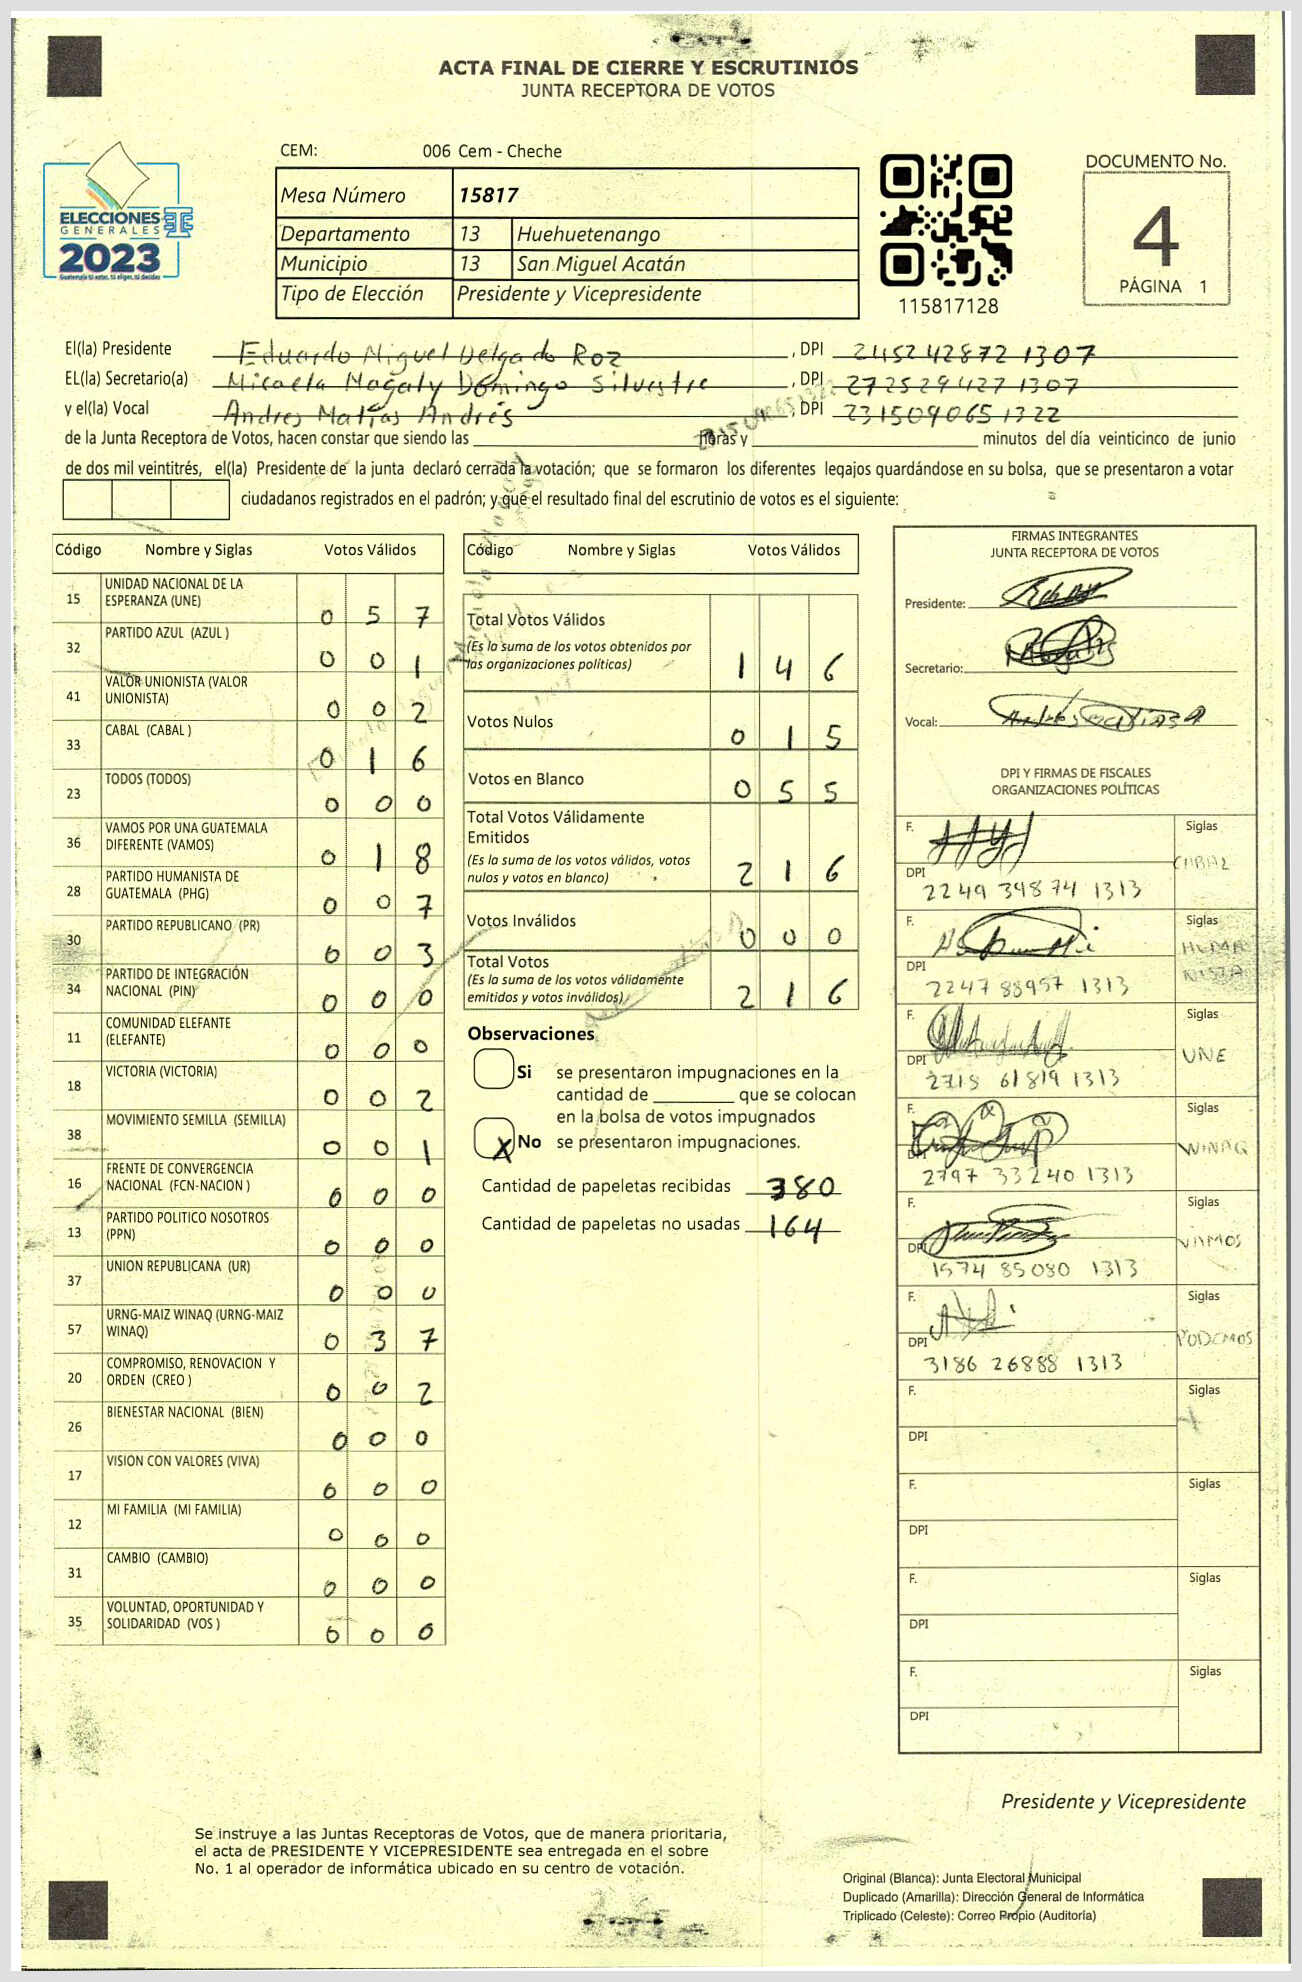 ACTA FINAL DE CIERRE Y ESCRUTINIOS
JUNTA RECEPTORA DE VOTOS
ELECCIONES
GENERALES
2023
CEM: 006 Cem - Cheche
Mesa Número 15817
Departamento 13 Huehuetenango
Municipio 13 San Miguel Acatán
Tipo de Elección Presidente y Vicepresidente
115817128
DOCUMENTO No.
4
PÁGINA 1
El(la) Presidente Eduardo Miguel Delgado Roz, DPI 245242872 1307
EL(la) Secretario(a) Micaela Magaly Domingo Silvestre, DPI 272529427 1307
y el(la) Vocal Andres Matías Andrés, DPI 231509065 1322
de la Junta Receptora de Votos, hacen constar que siendo las horas y minutos del día veinticinco de junio
de dos mil veintitrés, el(la) Presidente de la junta declaró cerrada la votación; que se formaron los diferentes legajos guardándose en su bolsa, que se presentaron a votar
ciudadanos registrados en el padrón; y que el resultado final del escrutinio de votos es el siguiente:
Código Nombre y Siglas Votos Válidos
15 UNIDAD NACIONAL DE LA ESPERANZA (UNE) 0 5 7
32 PARTIDO AZUL (AZUL ) 0 0 1
41 VALOR UNIONISTA (VALOR UNIONISTA) 0 0 2
33 CABAL (CABAL ) 0 1 6
23 TODOS (TODOS) 0 0 0
36 VAMOS POR UNA GUATEMALA DIFERENTE (VAMOS) 0 1 8
28 PARTIDO HUMANISTA DE GUATEMALA (PHG) 0 0 7
30 PARTIDO REPUBLICANO (PR) 0 0 3
34 PARTIDO DE INTEGRACIÓN NACIONAL (PIN) 0 0 0
11 COMUNIDAD ELEFANTE (ELEFANTE) 0 0 0
18 VICTORIA (VICTORIA) 0 0 2
38 MOVIMIENTO SEMILLA (SEMILLA) 0 0 1
16 FRENTE DE CONVERGENCIA NACIONAL (FCN-NACION ) 0 0 0
13 PARTIDO POLITICO NOSOTROS (PPN) 0 0 0
37 UNION REPUBLICANA (UR) 0 0 0
57 URNG-MAIZ WINAQ (URNG-MAIZ WINAQ) 0 3 7
20 COMPROMISO, RENOVACION Y ORDEN (CREO ) 0 0 2
26 BIENESTAR NACIONAL (BIEN) 0 0 0
17 VISION CON VALORES (VIVA) 0 0 0
12 MI FAMILIA (MI FAMILIA) 0 0 0
31 CAMBIO (CAMBIO) 0 0 0
35 VOLUNTAD, OPORTUNIDAD Y SOLIDARIDAD (VOS ) 0 0 0
Código Nombre y Siglas Votos Válidos
Total Votos Válidos
(Es la suma de los votos obtenidos por las organizaciones políticas) 1 4 6
Votos Nulos 0 1 5
Votos en Blanco 0 5 5
Total Votos Válidamente Emitidos
(Es la suma de los votos válidos, votos nulos y votos en blanco) 2 1 6
Votos Inválidos 0 0 0
Total Votos
(Es la suma de los votos válidamente emitidos y votos inválidos) 2 1 6
Observaciones
Si se presentaron impugnaciones en la
cantidad de que se colocan
en la bolsa de votos impugnados
X No se presentaron impugnaciones.
Cantidad de papeletas recibidas 380
Cantidad de papeletas no usadas 164
FIRMAS INTEGRANTES
JUNTA RECEPTORA DE VOTOS
Presidente:
Secretario:
Vocal:
DPI Y FIRMAS DE FISCALES
ORGANIZACIONES POLÍTICAS
F. Siglas CABAL
DPI 2249 39874 1313
F. Siglas HUMANISTA
DPI 2247 88957 1313
F. Siglas UNE
DPI 2718 61819 1313
F. Siglas WINAQ
DPI 2797 33240 1313
F. Siglas VAMOS
DPI 1574 85080 1313
F. Siglas PODEMOS
DPI 3186 26888 1313
F. Siglas
DPI
F. Siglas
DPI
F. Siglas
DPI
F. Siglas
DPI
Presidente y Vicepresidente
Se instruye a las Juntas Receptoras de Votos, que de manera prioritaria,
el acta de PRESIDENTE Y VICEPRESIDENTE sea entregada en el sobre
No. 1 al operador de informática ubicado en su centro de votación.
Original (Blanca): Junta Electoral Municipal
Duplicado (Amarilla): Dirección General de Informática
Triplicado (Celeste): Correo Propio (Auditoría)